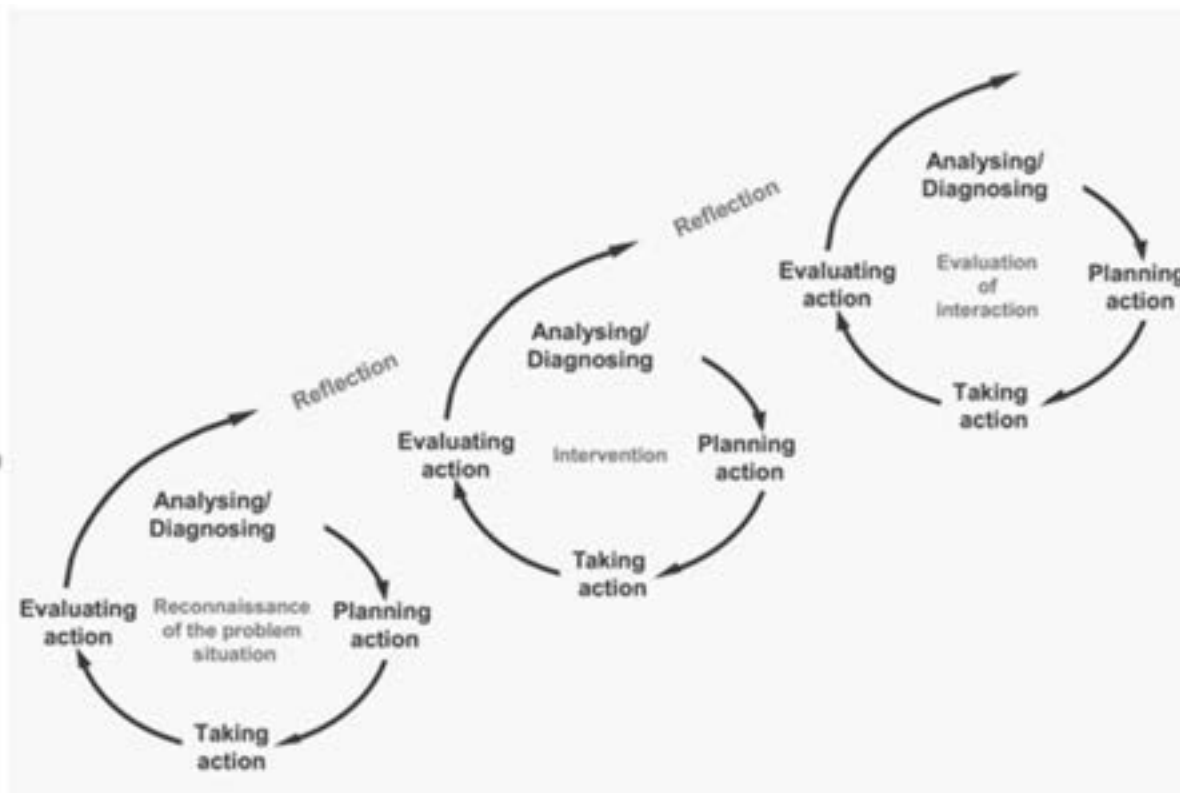 Analysing/
Diagnosing
Evaluating
action
Reconnaissance
of the problem
situation
Planning
action
Taking
action
Reflection
Analysing/
Diagnosing
Evaluating
action
Intervention
Planning
action
Taking
action
Reflection
Analysing/
Diagnosing
Evaluating
action
Evaluation
of
interaction
Planning
action
Taking
action